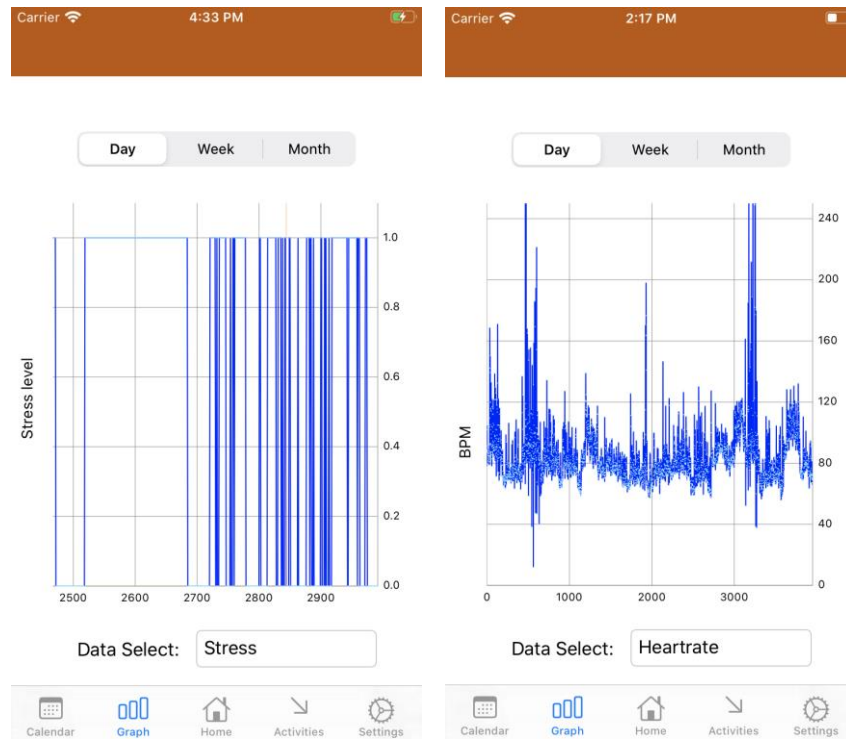 Carrier 4:33 PM
Day Week Month
1.0
0.8
0.6
0.4
0.2
0.0
Stress level
2500 2600 2700 2800 2900
Data Select: Stress
Calendar Graph Home Activities Settings
Carrier 2:17 PM
Day Week Month
240
200
160
120
80
40
0
BPM
0 1000 2000 3000
Data Select: Heartrate
Calendar Graph Home Activities Settings